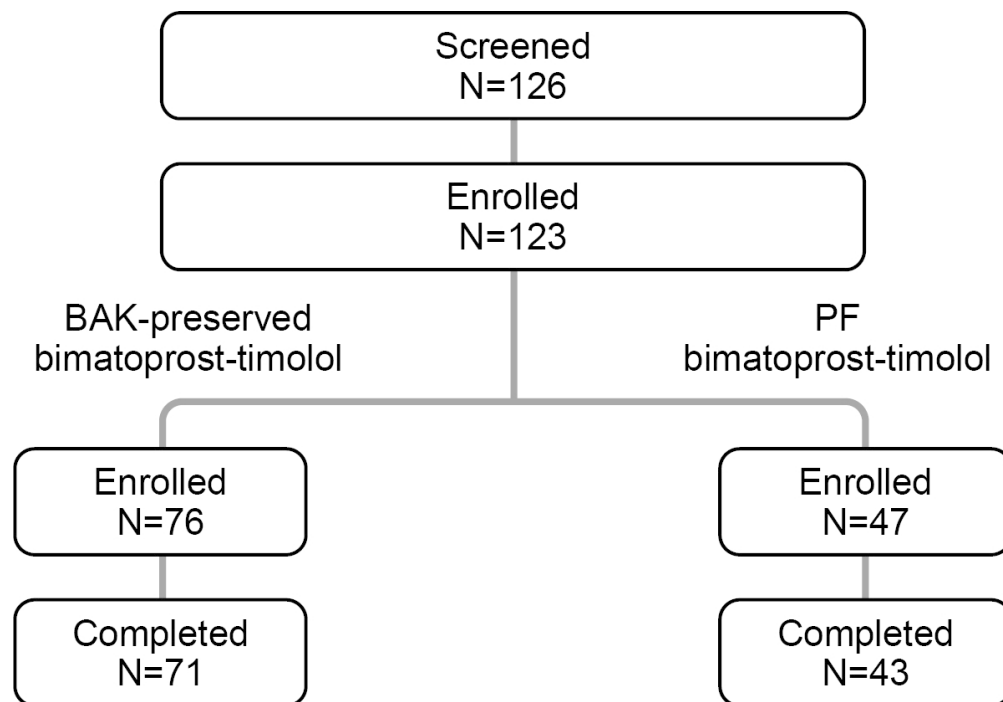 Screened
N=126
Enrolled
N=123
BAK-preserved
bimatoprost-timolol
PF
bimatoprost-timolol
Enrolled
N=76
Enrolled
N=47
Completed
N=71
Completed
N=43